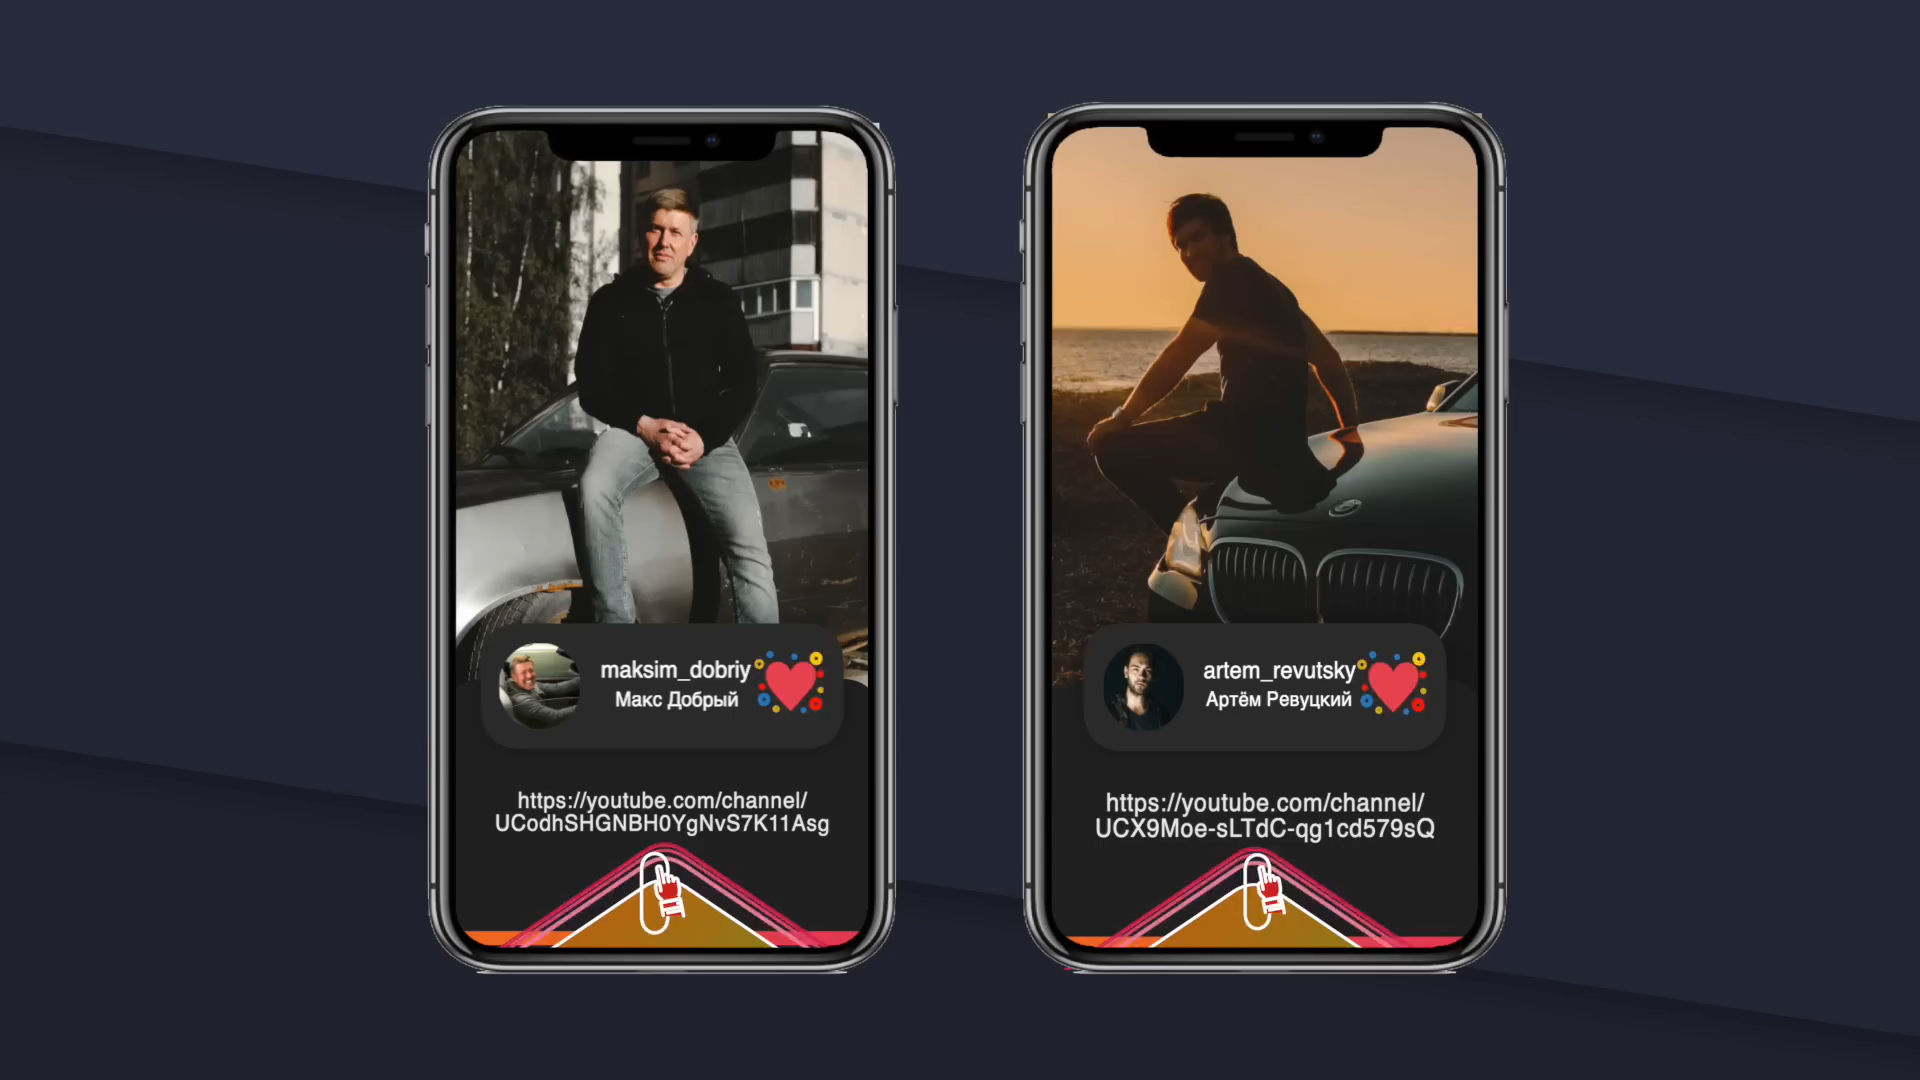 maksim_dobriy
Макс Добрый
https://youtube.com/channel/
UCodhSHGNBH0YgNvS7K11Asg
artem_revutsky
Артём Ревуцкий
https://youtube.com/channel/
UCX9Moe-sLTdC-qg1cd579sQ